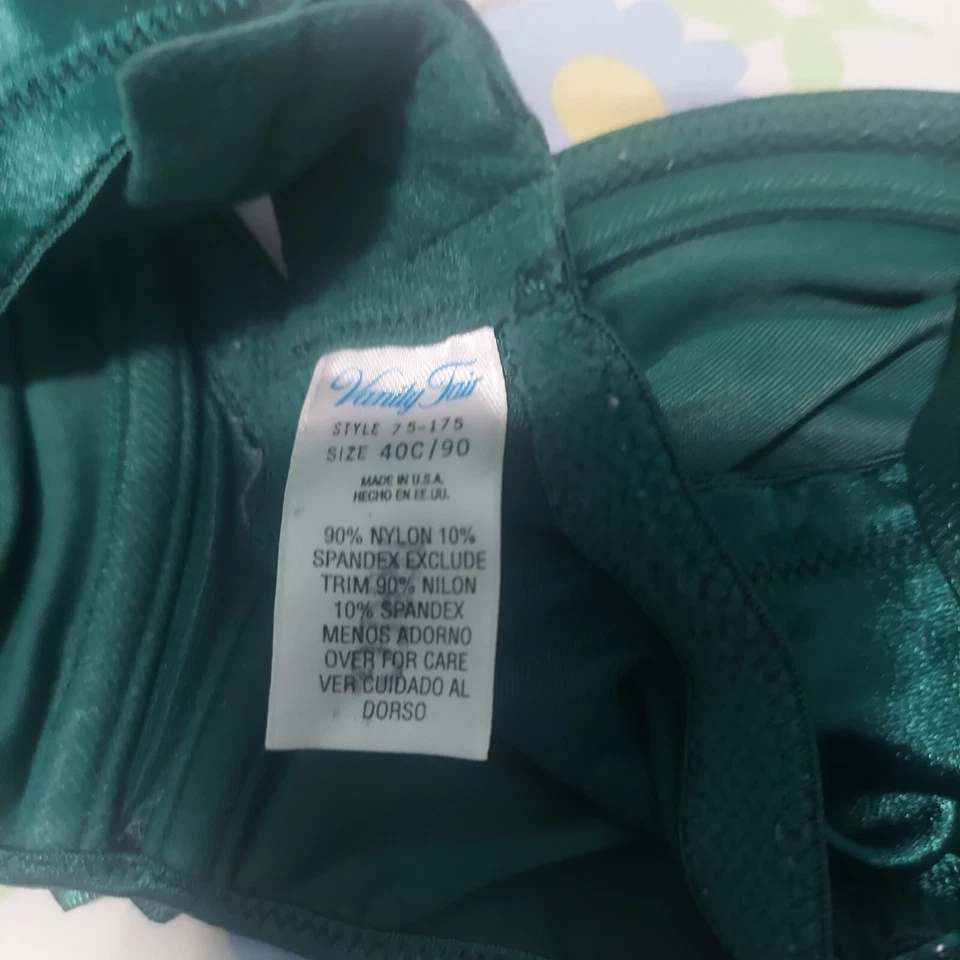 Vanity Fair
STYLE 75-175
SIZE 40C/90
MADE IN U.S.A.
HECHO EN EE.UU.
90% NYLON 10%
SPANDEX EXCLUDE
TRIM 90% NILON
10% SPANDEX
MENOS ADORNO
OVER FOR CARE
VER CUIDADO AL
DORSO